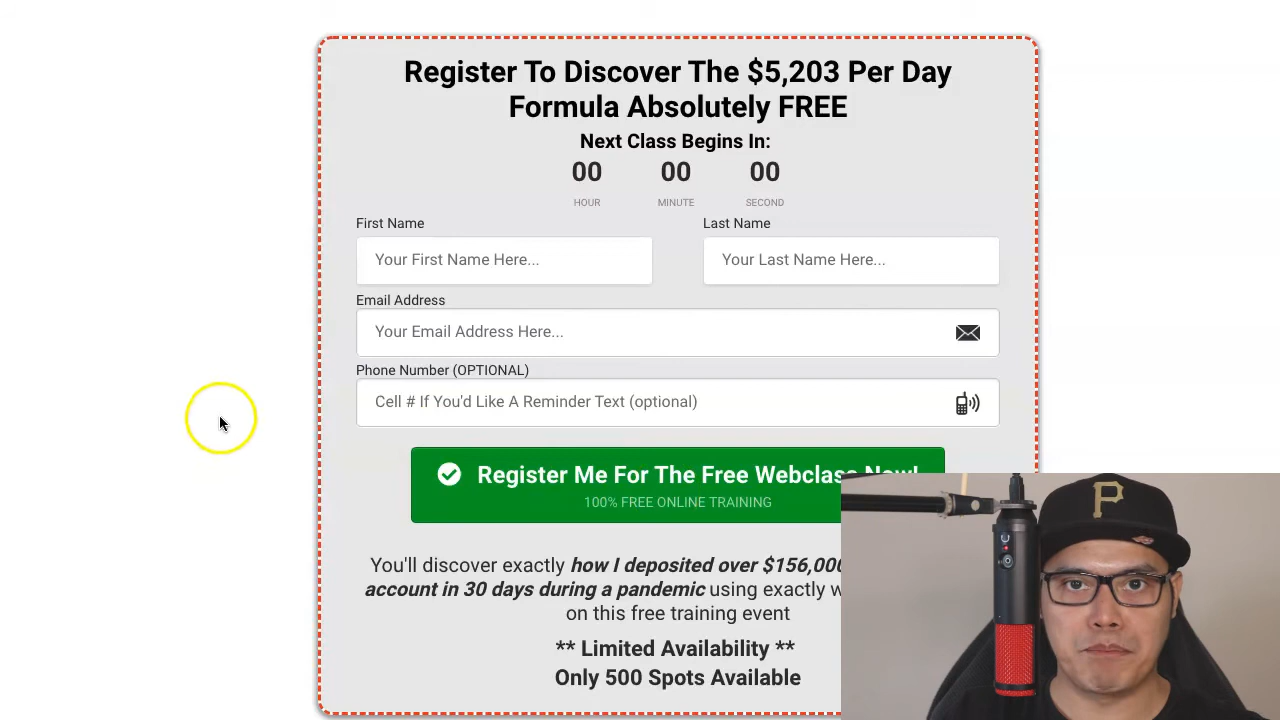 Register To Discover The $5,203 Per Day
Formula Absolutely FREE
Next Class Begins In:
00 00 00
HOUR MINUTE SECOND
First Name Last Name
Your First Name Here... Your Last Name Here...
Email Address
Your Email Address Here...
Phone Number (OPTIONAL)
Cell # If You'd Like A Reminder Text (optional)
Register Me For The Free Webclass Now!
100% FREE ONLINE TRAINING
You'll discover exactly how I deposited over $156,000
account in 30 days during a pandemic using exactly
on this free training event
** Limited Availability **
Only 500 Spots Available
P